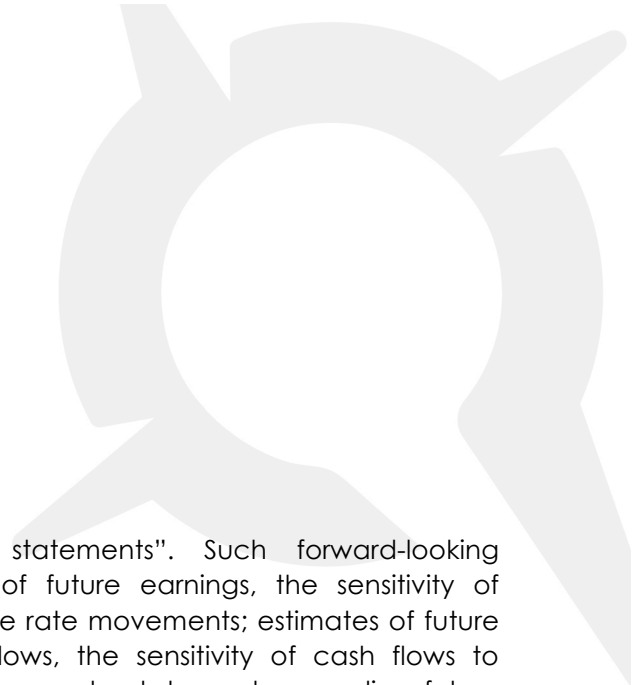 statements”. Such forward-looking
of future earnings, the sensitivity of
e rate movements; estimates of future
lows, the sensitivity of cash flows to